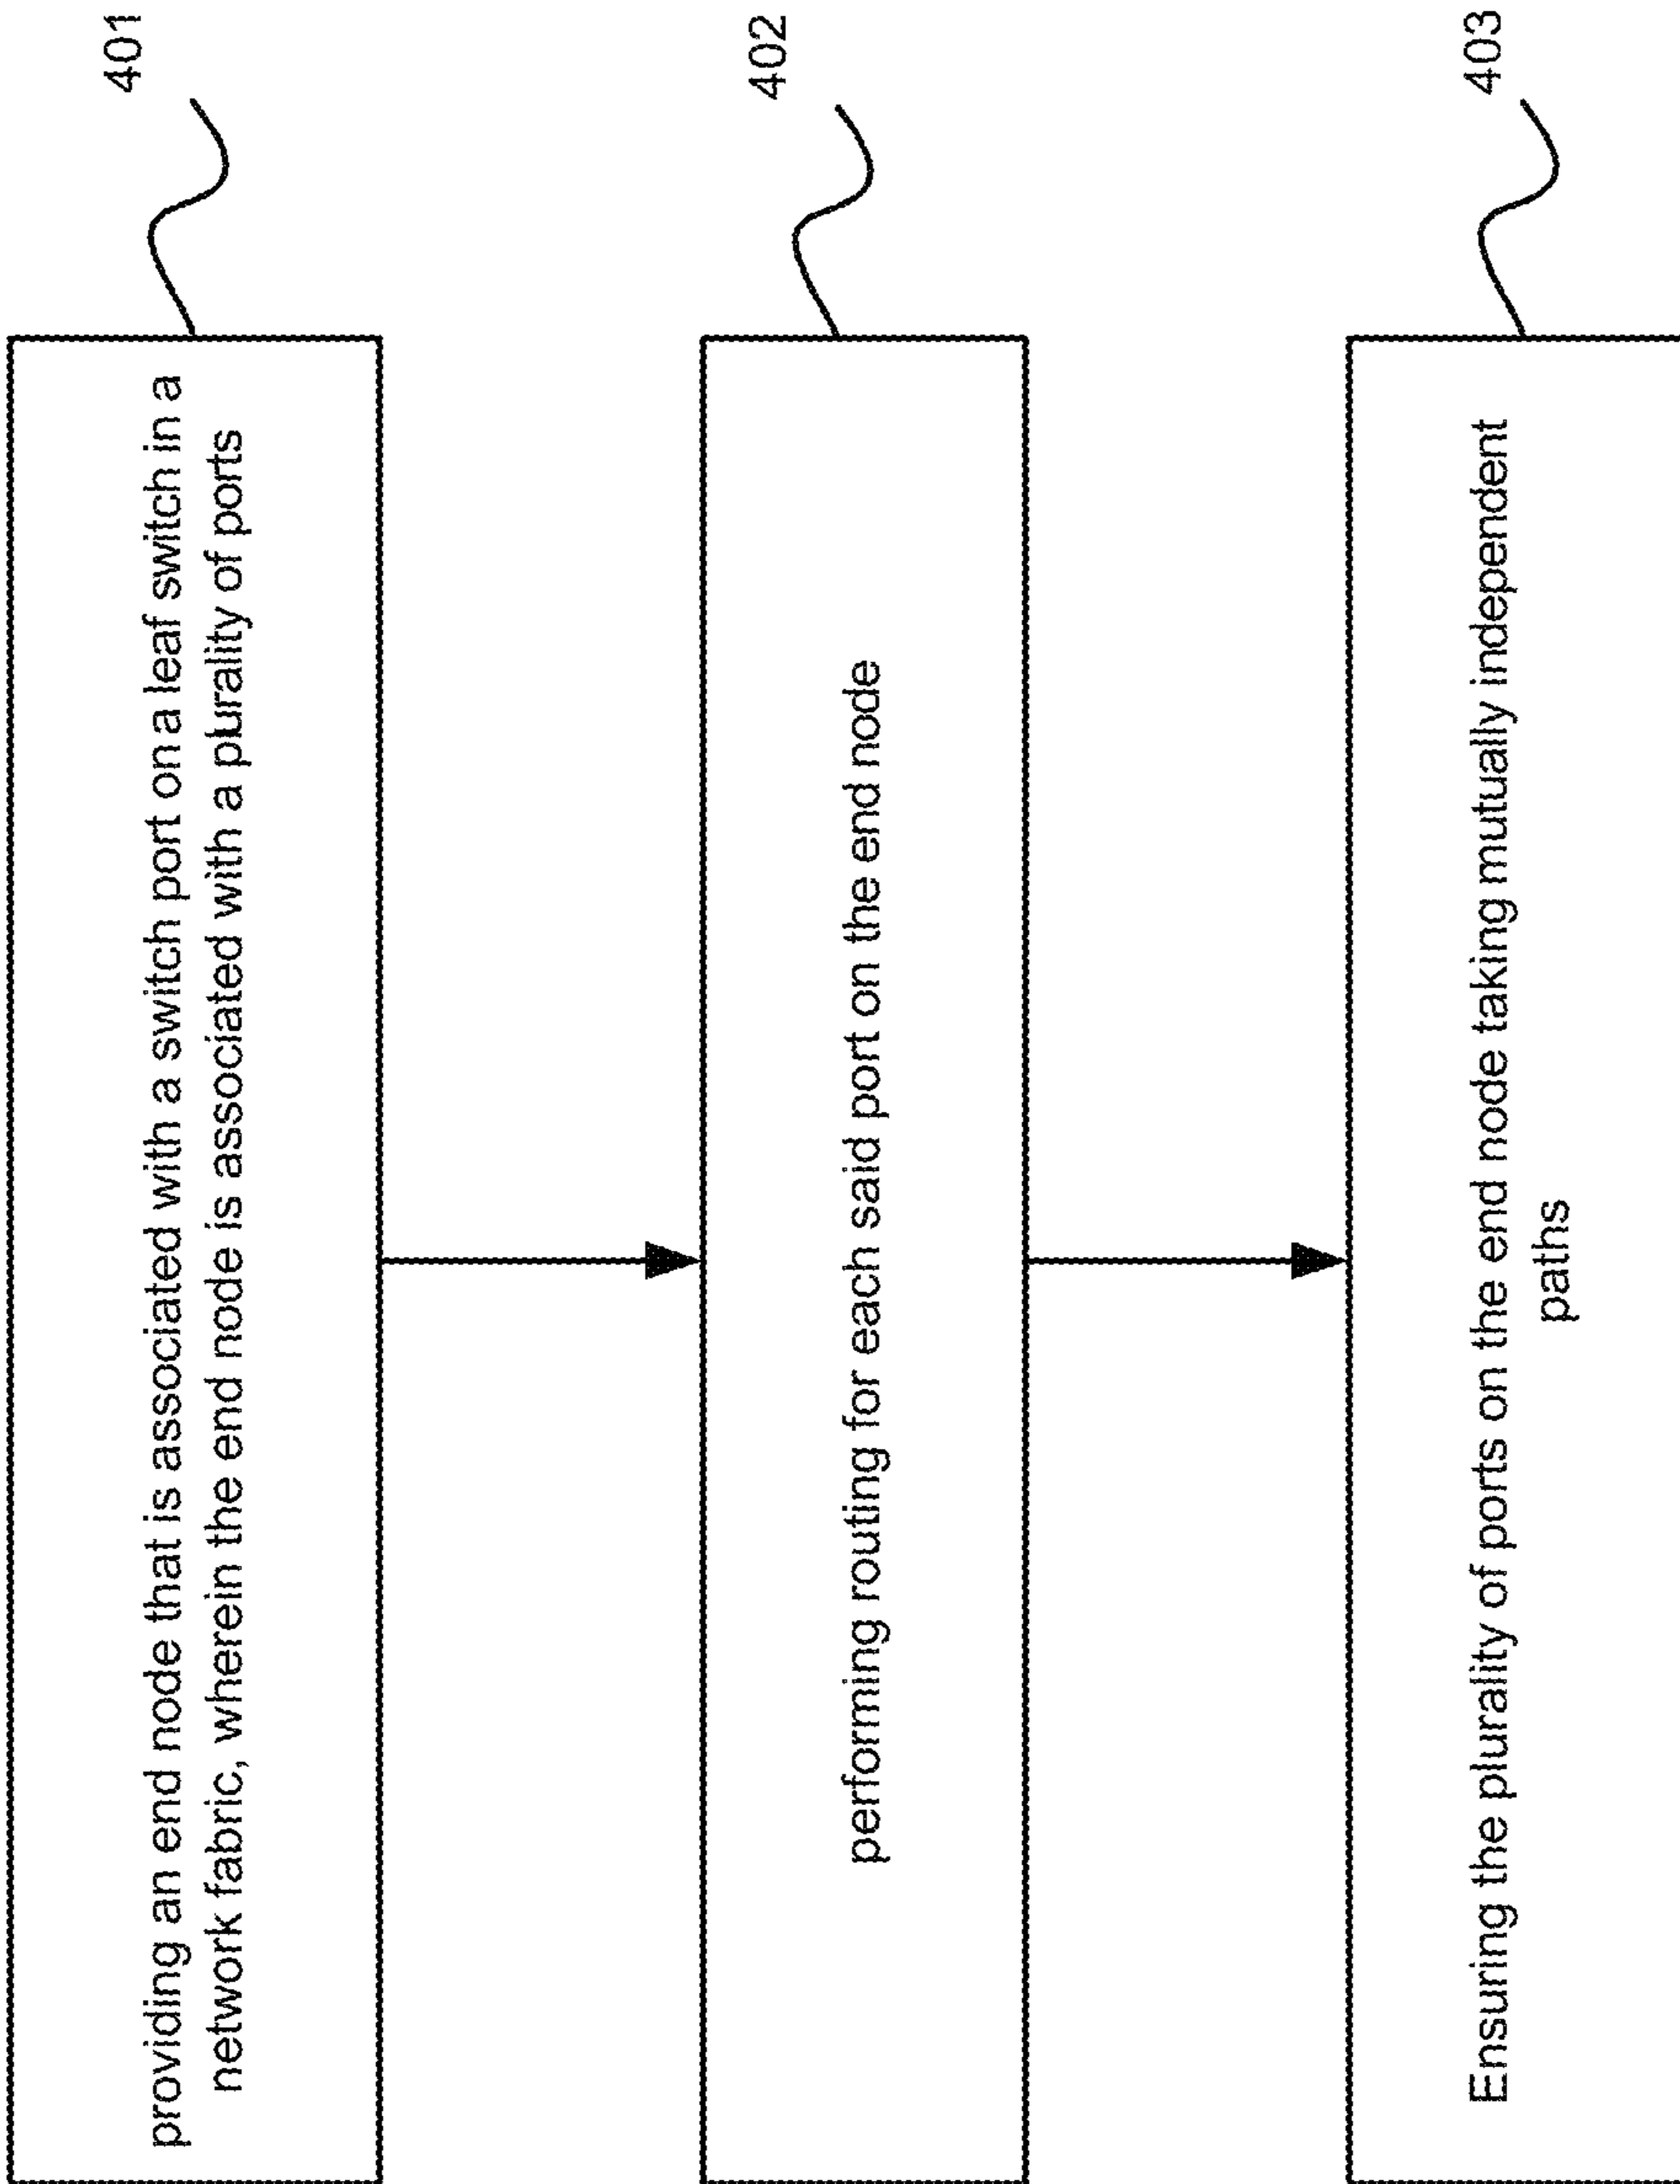 401
providing an end node that is associated with a switch port on a leaf switch in a
network fabric, wherein the end node is associated with a plurality of ports
402
performing routing for each said port on the end node
403
Ensuring the plurality of ports on the end node taking mutually independent
paths